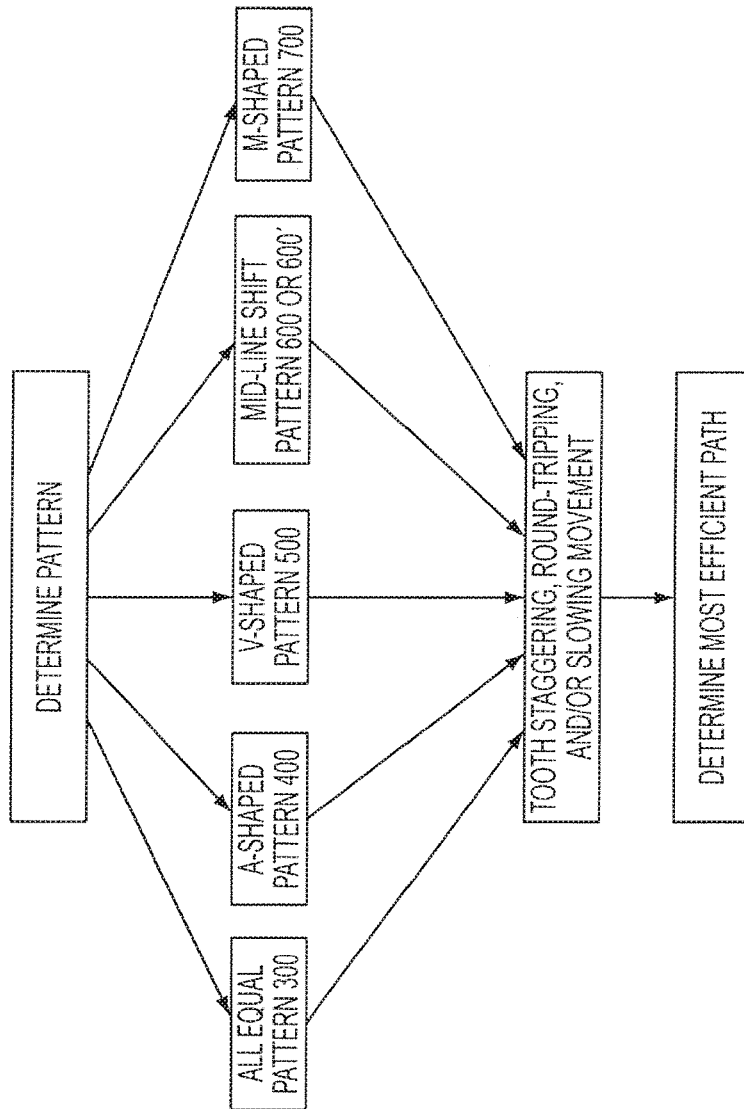 DETERMINE PATTERN
ALL EQUAL
PATTERN 300
A-SHAPED
PATTERN 400
V-SHAPED
PATTERN 500
MID-LINE SHIFT
PATTERN 600 OR 600'
M-SHAPED
PATTERN 700
TOOTH STAGGERING, ROUND-TRIPPING,
AND/OR SLOWING MOVEMENT
DETERMINE MOST EFFICIENT PATH